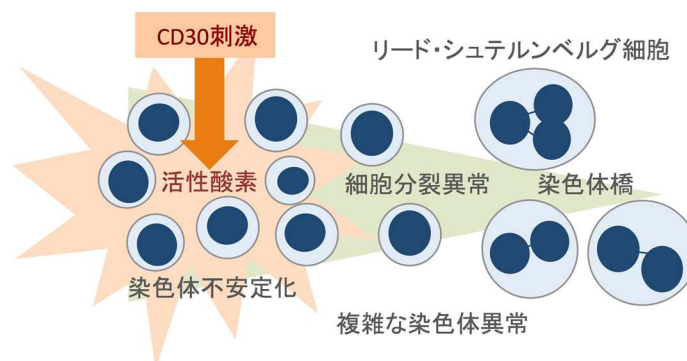 CD30刺激
リード・シュテルンベルグ細胞
活性酸素
細胞分裂異常
染色体橋
染色体不安定化
複雑な染色体異常